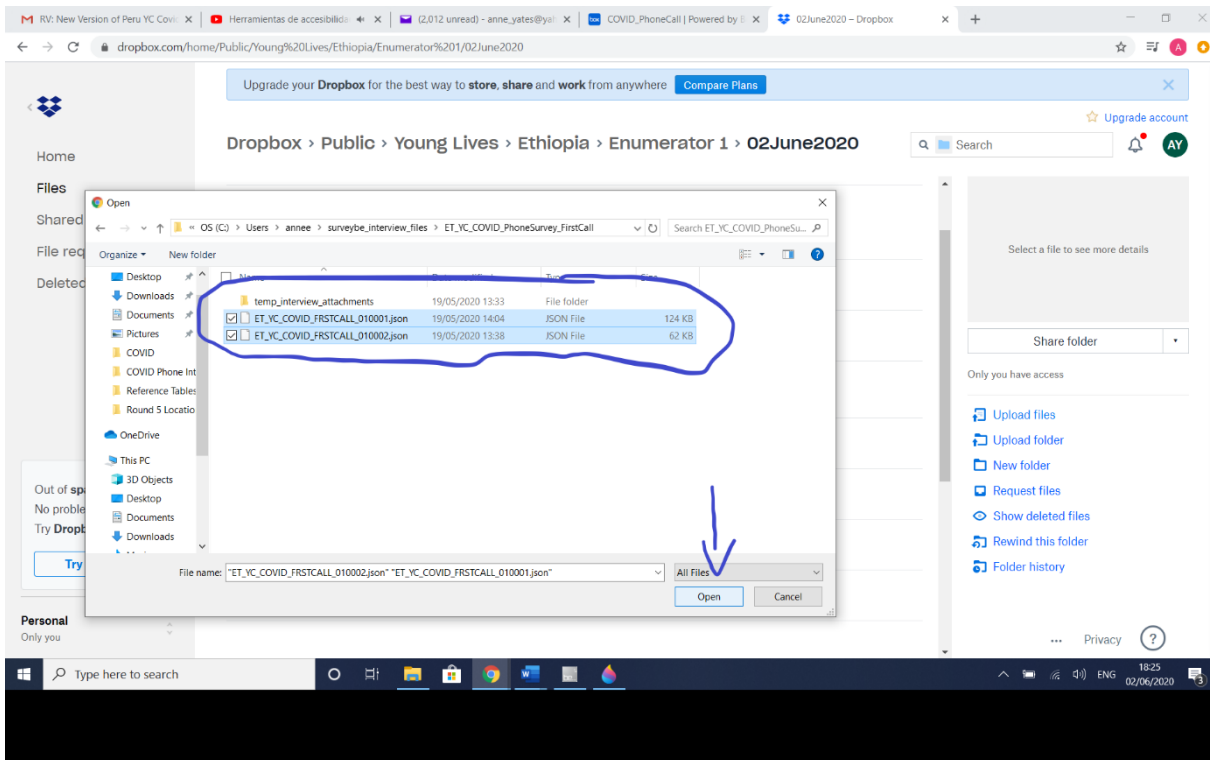 RV: New Version of Peru YC Covi
Herramientas de accesibilida
(2,012 unread) - anne_yates@ya
COVID_PhoneCall | Powered by B
02June2020 – Dropbox
dropbox.com/home/Public/Young%20Lives/Ethiopia/Enumerator%201/02June2020
A
Upgrade your Dropbox for the best way to store, share and work from anywhere Compare Plans
Upgrade account
Dropbox › Public › Young Lives › Ethiopia › Enumerator 1 › 02June2020
Search
AY
Home
Files
Shared
File req
Deleted
Open
« OS (C:) › Users › annee › surveybe_interview_files › ET_YC_COVID_PhoneSurvey_FirstCall
Search ET_YC_COVID_PhoneSu...
Organize
New folder
Desktop
Downloads
Documents
Pictures
COVID
COVID Phone Int
Reference Tables
Round 5 Locatio
OneDrive
This PC
3D Objects
Desktop
Documents
Downloads
temp_interview_attachments 19/05/2020 13:33 File folder
ET_YC_COVID_FRSTCALL_010001.json 19/05/2020 14:04 JSON File 124 KB
ET_YC_COVID_FRSTCALL_010002.json 19/05/2020 13:38 JSON File 62 KB
File name: "ET_YC_COVID_FRSTCALL_010002.json" "ET_YC_COVID_FRSTCALL_010001.json"
All Files
Open
Cancel
Select a file to see more details
Share folder
Only you have access
Upload files
Upload folder
New folder
Request files
Show deleted files
Rewind this folder
Folder history
Out of
No proble
Try
Try
Personal
Only you
Privacy
?
Type here to search
ENG
18:25
02/06/2020
3